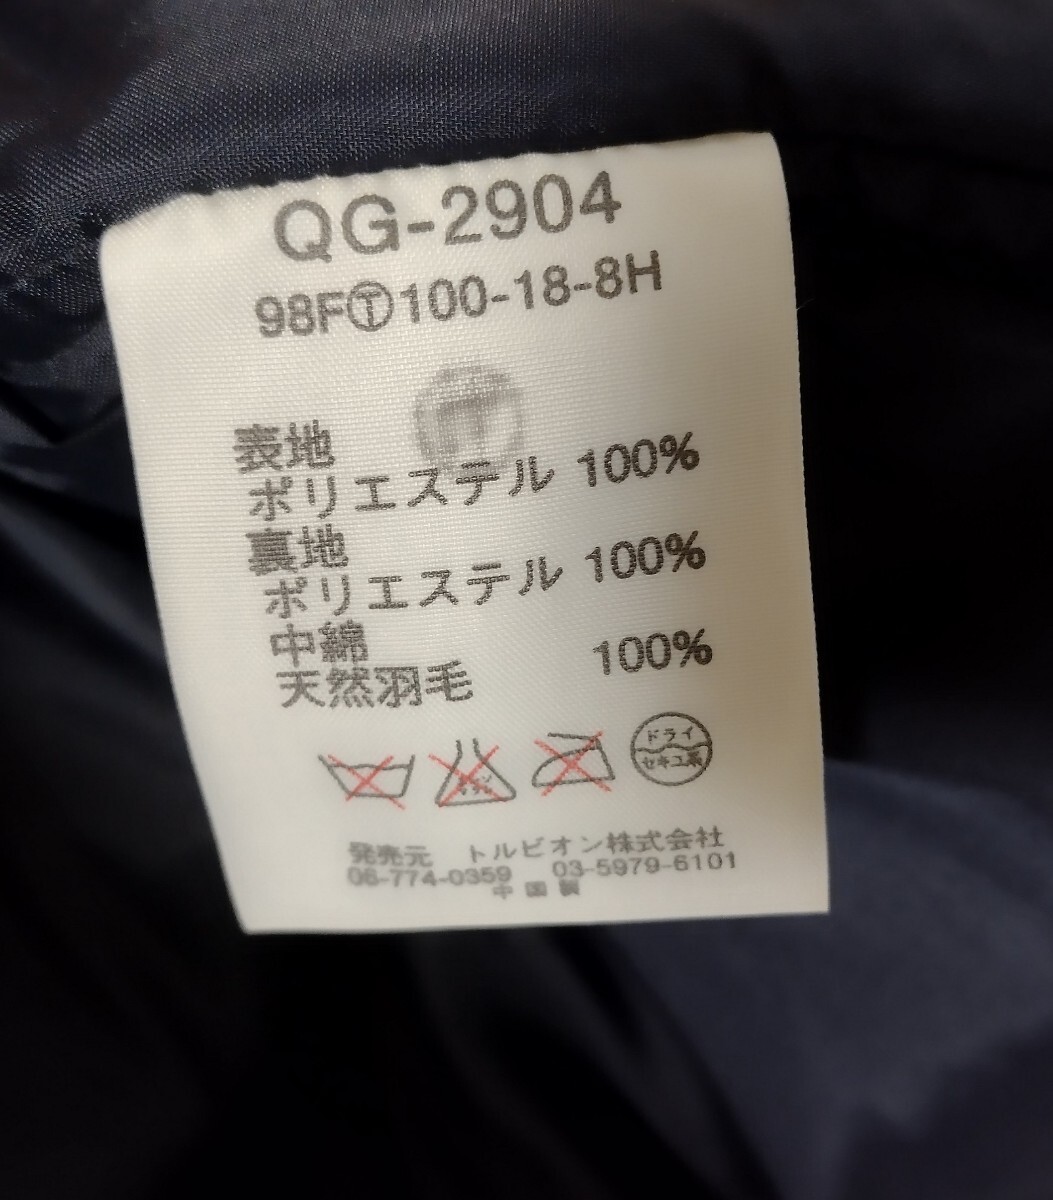 QG-2904
98FⓉ100-18-8H
表地
ポリエステル 100%
裏地
ポリエステル 100%
中綿
天然羽毛 100%
ドライ
セキユ系
発売元 トルビオン株式会社
06-774-0359 03-5979-6101
中国製